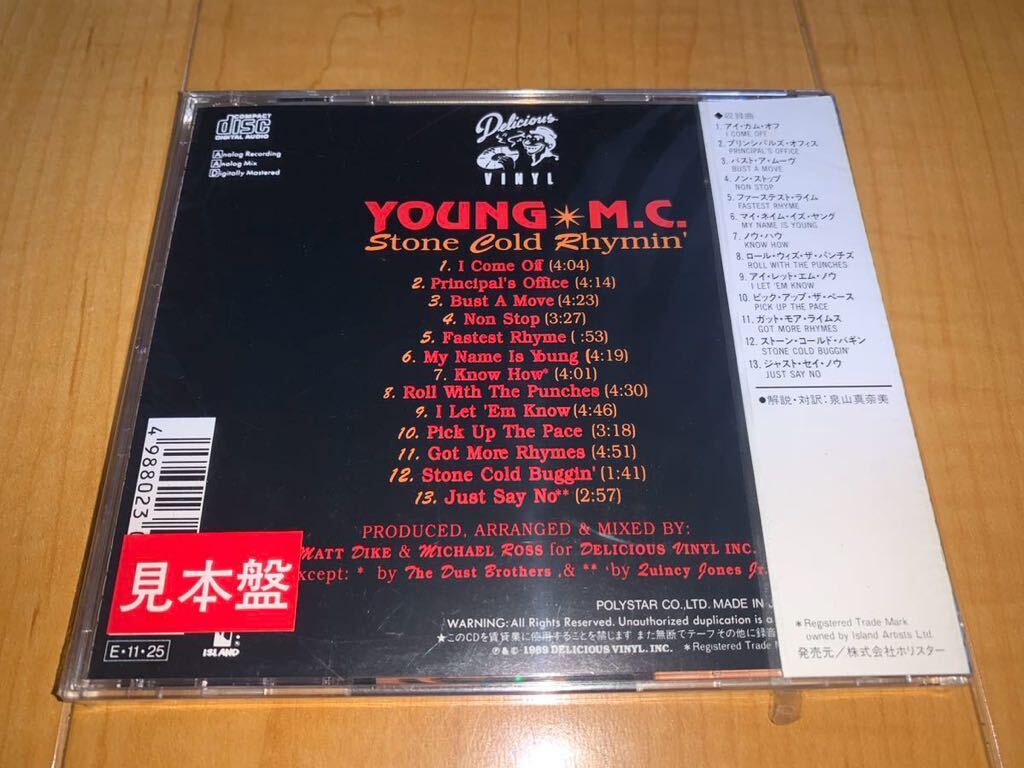 COMPACT
disc
DIGITAL AUDIO
Analog Recording
Analog Mix
Digitally Mastered
Delicious
VINYL
YOUNG M.C.
Stone Cold Rhymin'
1. I Come Off (4:04)
2. Principal's Office (4:14)
3. Bust A Move (4:23)
4. Non Stop (3:27)
5. Fastest Rhyme ( :53)
6. My Name Is Young (4:19)
7. Know How* (4:01)
8. Roll With The Punches (4:30)
9. I Let 'Em Know (4:46)
10. Pick Up The Pace (3:18)
11. Got More Rhymes (4:51)
12. Stone Cold Buggin' (1:41)
13. Just Say No** (2:57)
PRODUCED, ARRANGED & MIXED BY:
MATT DIKE & MICHAEL ROSS for DELICIOUS VINYL INC.
xcept: * by The Dust Brothers ,& ** 'by Quincy Jones Jr.
POLYSTAR CO.,LTD. MADE IN J
WARNING: All Rights Reserved. Unauthorized duplication is a
★このCDを賃貸業に使用することを禁じます また無断でテープその他に録音
℗&© 1989 DELICIOUS VINYL. INC. * Registered Trade M
4988023
見本盤
ISLAND
E・11・25
◆収録曲
1. アイ・カム・オフ
I COME OFF
2. プリンシパルズ・オフィス
PRINCIPAL'S OFFICE
3. バスト・ア・ムーヴ
BUST A MOVE
4. ノン・ストップ
NON STOP
5. ファーステスト・ライム
FASTEST RHYME
6. マイ・ネイム・イズ・ヤング
MY NAME IS YOUNG
7. ノウ・ハウ
KNOW HOW
8. ロール・ウィズ・ザ・パンチズ
ROLL WITH THE PUNCHES
9. アイ・レット・エム・ノウ
I LET 'EM KNOW
10. ピック・アップ・ザ・ペース
PICK UP THE PACE
11. ガット・モア・ライムス
GOT MORE RHYMES
12. ストーン・コールド・バギン
STONE COLD BUGGIN'
13. ジャスト・セイ・ノウ
JUST SAY NO
●解説・対訳：泉山真奈美
* Registered Trade Mark
owned by Island Artists Ltd.
発売元／株式会社ポリスター